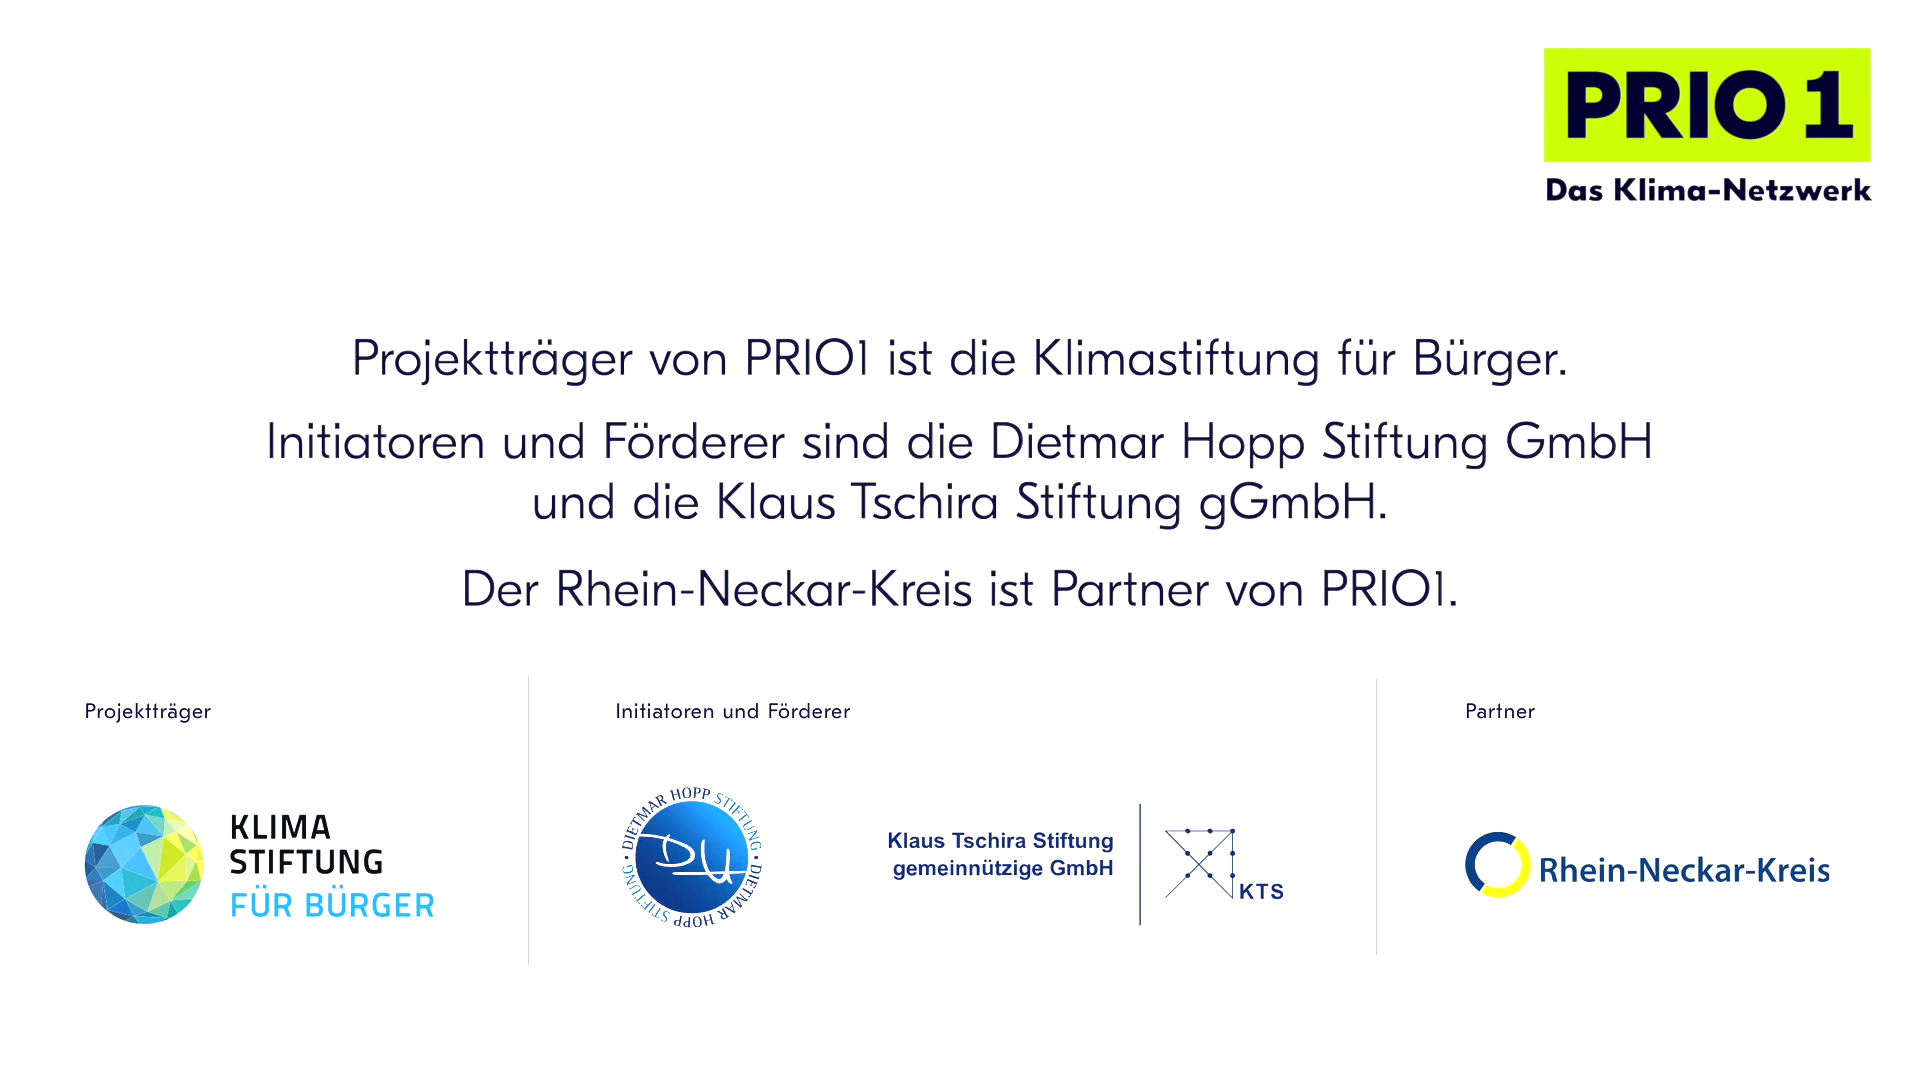 PRIO 1
Das Klima-Netzwerk
Projektträger von PRIO1 ist die Klimastiftung für Bürger.
Initiatoren und Förderer sind die Dietmar Hopp Stiftung GmbH
und die Klaus Tschira Stiftung gGmbH.
Der Rhein-Neckar-Kreis ist Partner von PRIO1.
Projektträger
KLIMA
STIFTUNG
FÜR BÜRGER
Initiatoren und Förderer
DIETMAR HOPP STIFTUNG • DIETMAR HOPP STIFTUNG •
DH
Klaus Tschira Stiftung
gemeinnützige GmbH
KTS
Partner
Rhein-Neckar-Kreis